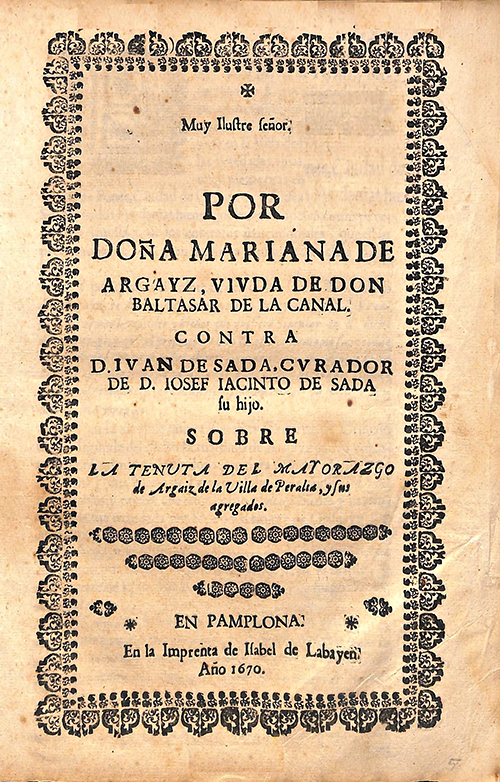 ✠
Muy Ilustre señor.
POR
DOÑA MARIANA DE
ARGAYZ, VIVDA DE DON
BALTASAR DE LA CANAL.
CONTRA
D. IVAN DE SADA, CVRADOR
DE D. IOSEF IACINTO DE SADA
su hijo.
SOBRE
LA TENVTA DEL MAYORAZGO
de Argaiz de la Villa de Peralta, y sus
agregados.
* EN PAMPLONA. *
En la Imprenta de Isabel de Labayen.
Año 1670.